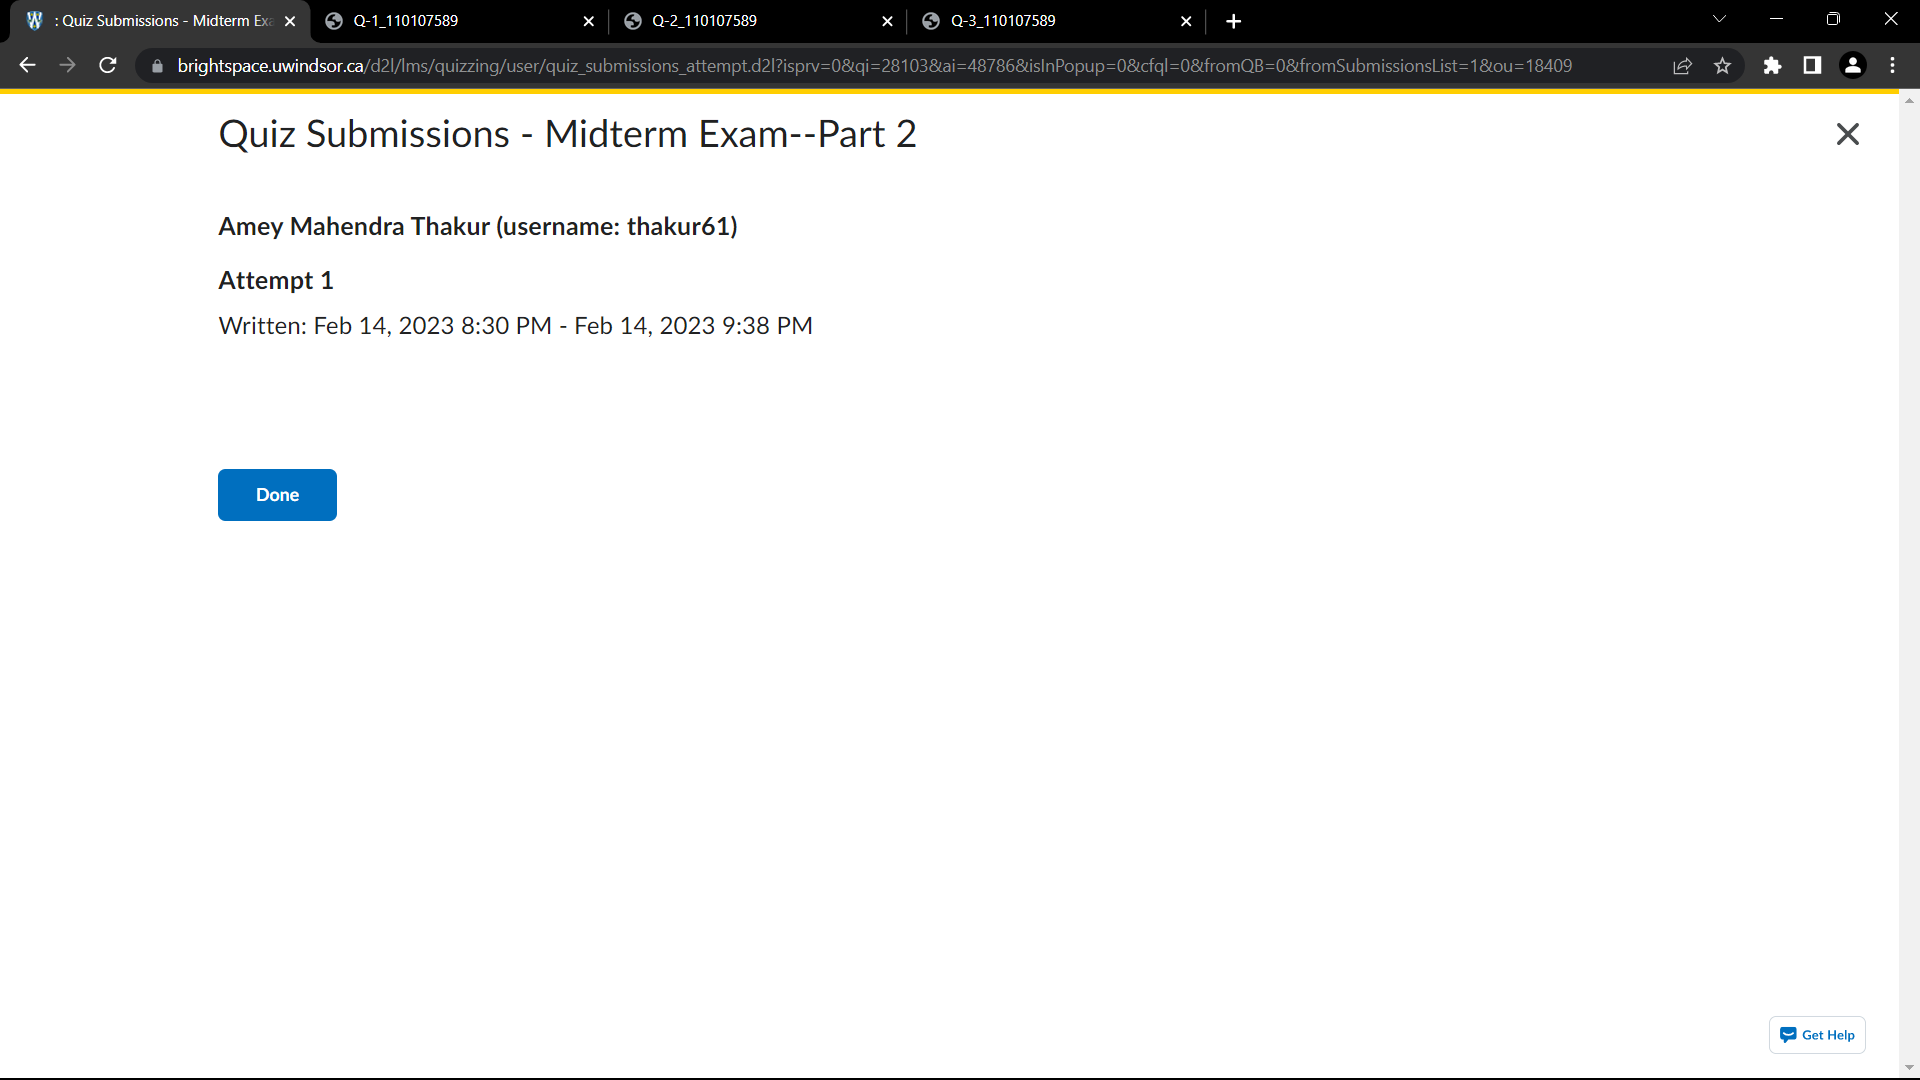 : Quiz Submissions - Midterm Exa
Q-1_110107589
Q-2_110107589
Q-3_110107589
brightspace.uwindsor.ca/d2l/lms/quizzing/user/quiz_submissions_attempt.d2l?isprv=0&qi=28103&ai=48786&isInPopup=0&cfql=0&fromQB=0&fromSubmissionsList=1&ou=18409
Quiz Submissions - Midterm Exam--Part 2
Amey Mahendra Thakur (username: thakur61)
Attempt 1
Written: Feb 14, 2023 8:30 PM - Feb 14, 2023 9:38 PM
Done
Get Help